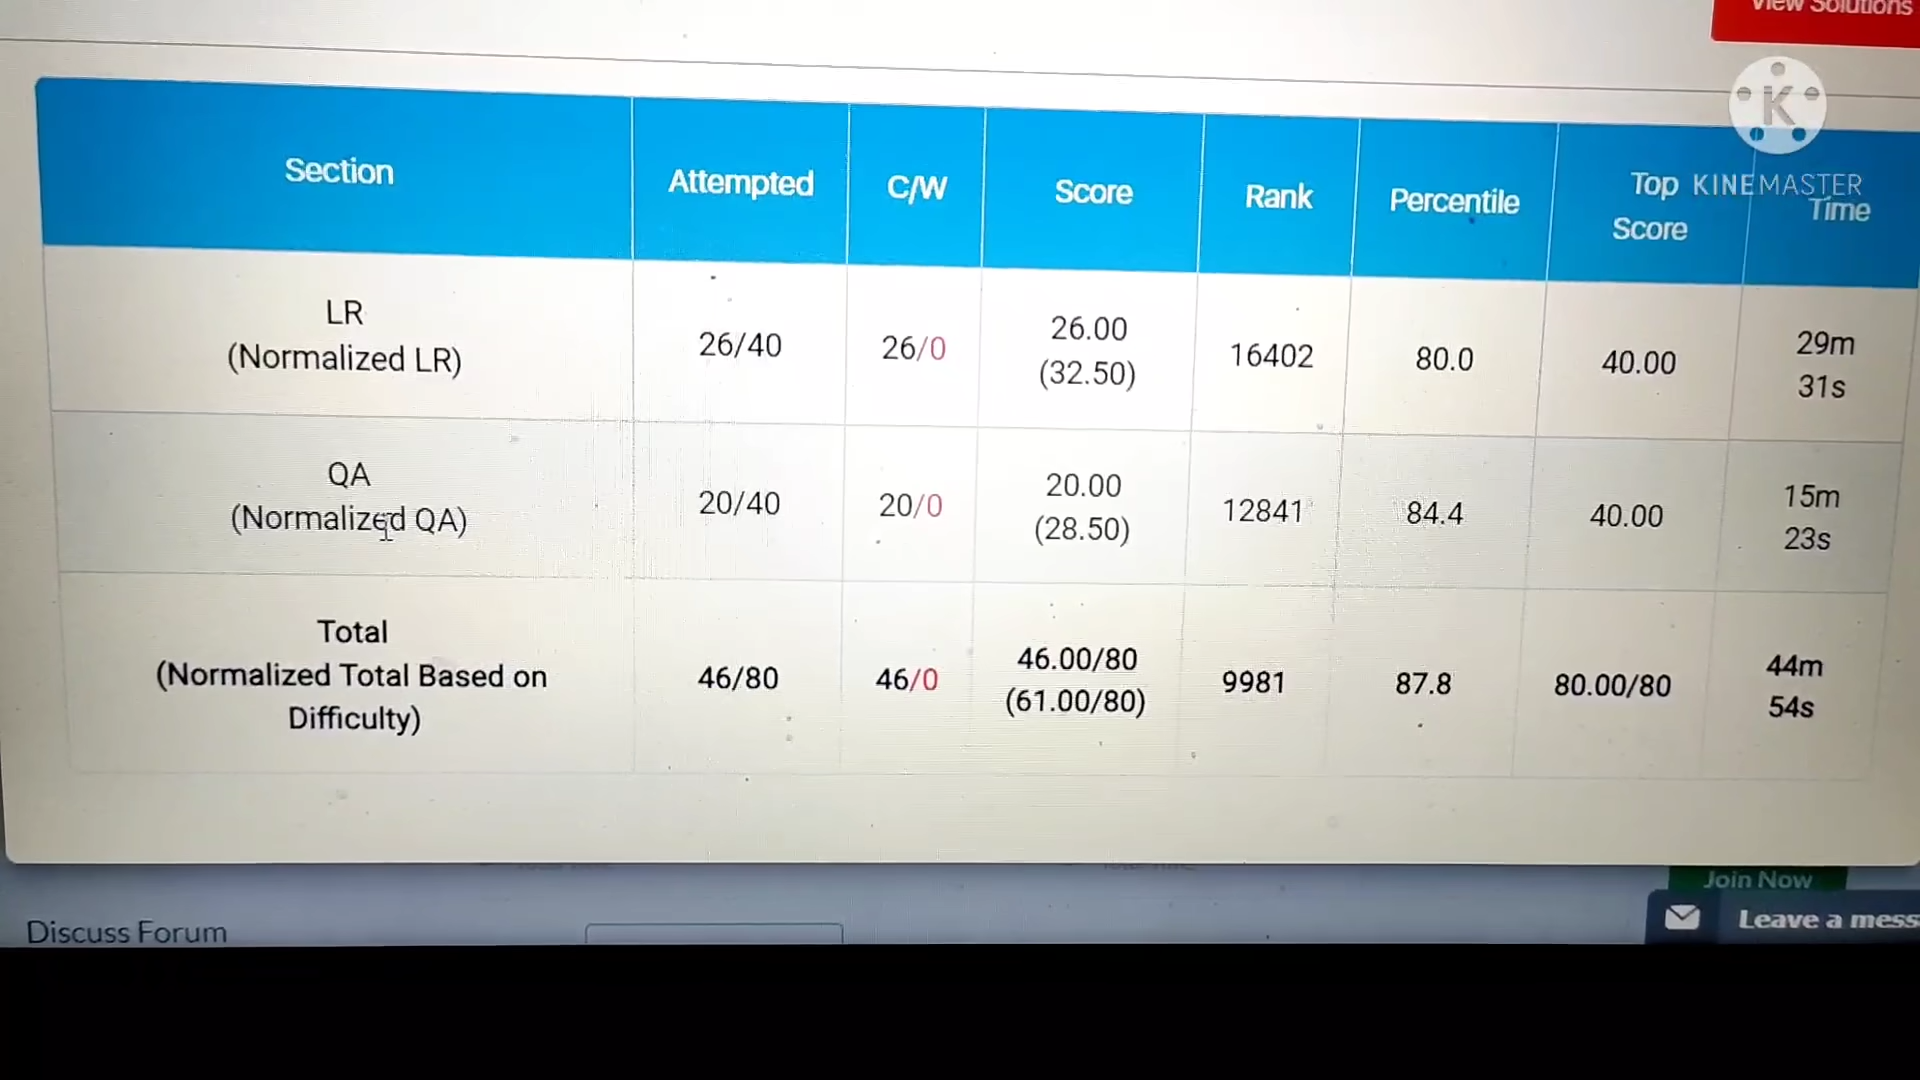 View Solutions
K
KINEMASTER
Section Attempted C/W Score Rank Percentile Top Score Time
LR
(Normalized LR)
26/40 26/0 26.00
(32.50)
16402 80.0 40.00 29m
31s
QA
(Normalized QA)
20/40 20/0 20.00
(28.50)
12841 84.4 40.00 15m
23s
Total
(Normalized Total Based on
Difficulty)
46/80 46/0 46.00/80
(61.00/80)
9981 87.8 80.00/80 44m
54s
Join Now
Discuss Forum
Leave a mess